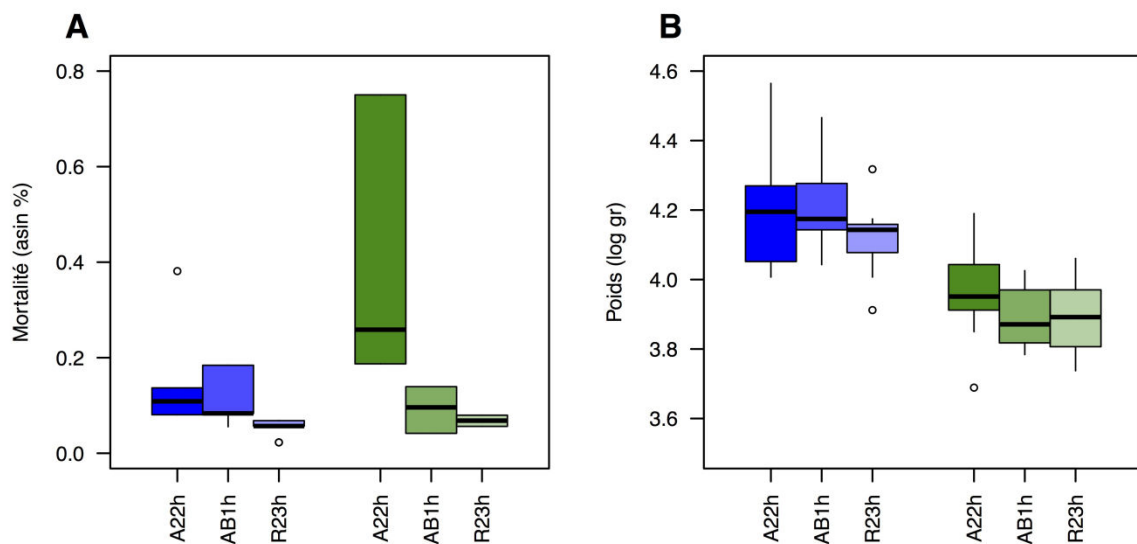 A
Mortalité (asin %)
0.8
0.6
0.4
0.2
0.0
A22h
AB1h
R23h
A22h
AB1h
R23h
B
Poids (log gr)
4.6
4.4
4.2
4.0
3.8
3.6
A22h
AB1h
R23h
A22h
AB1h
R23h